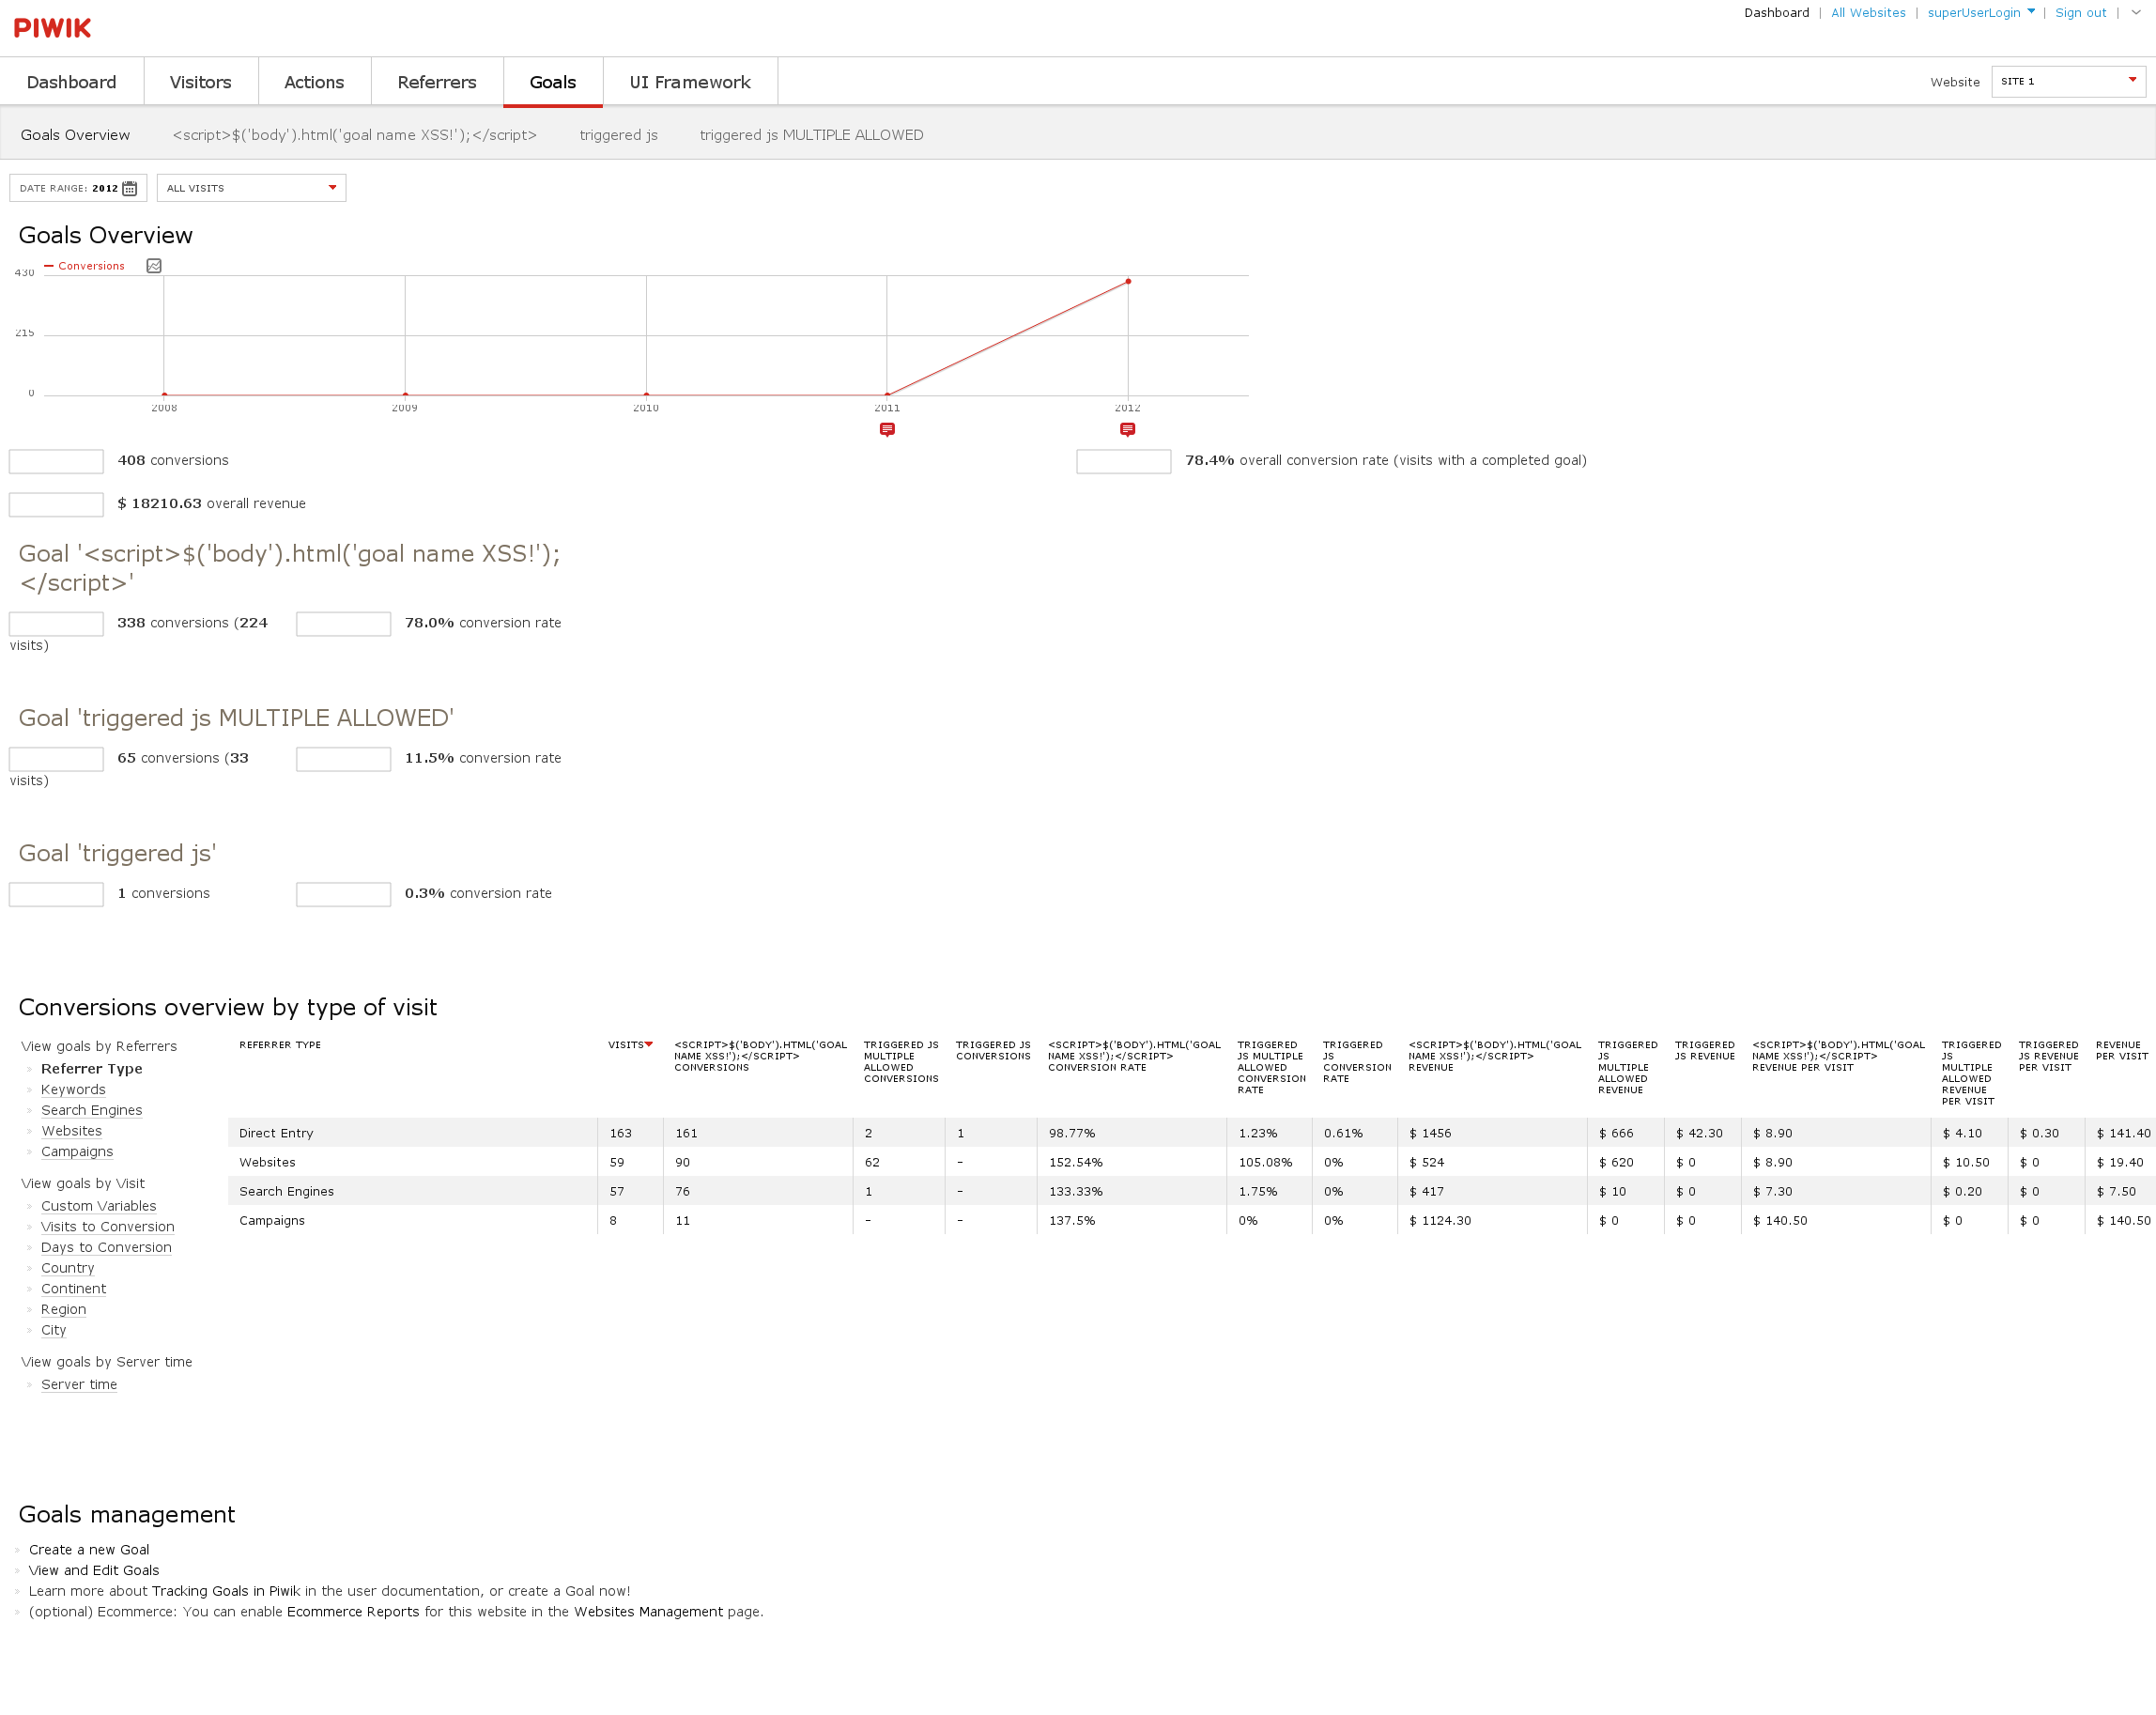 PIWIK
Dashboard | All Websites | superUserLogin | Sign out |
Dashboard Visitors Actions Referrers Goals UI Framework
Website SITE 1
Goals Overview <script>$('body').html('goal name XSS!');</script> triggered js triggered js MULTIPLE ALLOWED
DATE RANGE: 2012 ALL VISITS
Goals Overview
Conversions
430
215
0
2008 2009 2010 2011 2012
408 conversions 78.4% overall conversion rate (visits with a completed goal)
$ 18210.63 overall revenue
Goal '<script>$('body').html('goal name XSS!');
</script>'
338 conversions (224 78.0% conversion rate
visits)
Goal 'triggered js MULTIPLE ALLOWED'
65 conversions (33 11.5% conversion rate
visits)
Goal 'triggered js'
1 conversions 0.3% conversion rate
Conversions overview by type of visit
View goals by Referrers
» Referrer Type
» Keywords
» Search Engines
» Websites
» Campaigns
View goals by Visit
» Custom Variables
» Visits to Conversion
» Days to Conversion
» Country
» Continent
» Region
» City
View goals by Server time
» Server time
REFERRER TYPE
VISITS
<SCRIPT>$('BODY').HTML('GOAL
NAME XSS!');</SCRIPT>
CONVERSIONS
TRIGGERED JS
MULTIPLE
ALLOWED
CONVERSIONS
TRIGGERED JS
CONVERSIONS
<SCRIPT>$('BODY').HTML('GOAL
NAME XSS!');</SCRIPT>
CONVERSION RATE
TRIGGERED
JS MULTIPLE
ALLOWED
CONVERSION
RATE
TRIGGERED
JS
CONVERSION
RATE
<SCRIPT>$('BODY').HTML('GOAL
NAME XSS!');</SCRIPT>
REVENUE
TRIGGERED
JS
MULTIPLE
ALLOWED
REVENUE
TRIGGERED
JS REVENUE
<SCRIPT>$('BODY').HTML('GOAL
NAME XSS!');</SCRIPT>
REVENUE PER VISIT
TRIGGERED
JS
MULTIPLE
ALLOWED
REVENUE
PER VISIT
TRIGGERED
JS REVENUE
PER VISIT
REVENUE
PER VISIT
Direct Entry 163 161 2 1 98.77% 1.23% 0.61% $ 1456 $ 666 $ 42.30 $ 8.90 $ 4.10 $ 0.30 $ 141.40
Websites 59 90 62 - 152.54% 105.08% 0% $ 524 $ 620 $ 0 $ 8.90 $ 10.50 $ 0 $ 19.40
Search Engines 57 76 1 - 133.33% 1.75% 0% $ 417 $ 10 $ 0 $ 7.30 $ 0.20 $ 0 $ 7.50
Campaigns 8 11 - - 137.5% 0% 0% $ 1124.30 $ 0 $ 0 $ 140.50 $ 0 $ 0 $ 140.50
Goals management
» Create a new Goal
» View and Edit Goals
» Learn more about Tracking Goals in Piwik in the user documentation, or create a Goal now!
» (optional) Ecommerce: You can enable Ecommerce Reports for this website in the Websites Management page.